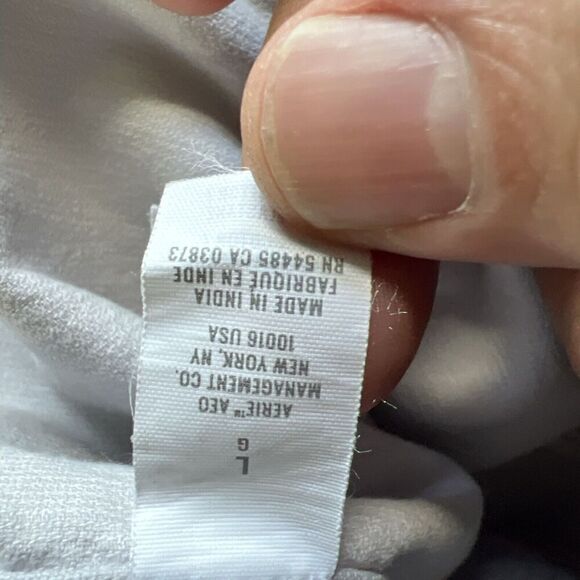 L
G
AERIE™ AEO
MANAGEMENT CO.
NEW YORK, NY
10016 USA
MADE IN INDIA
FABRIQUÉ EN INDE
RN 54485 CA 03873